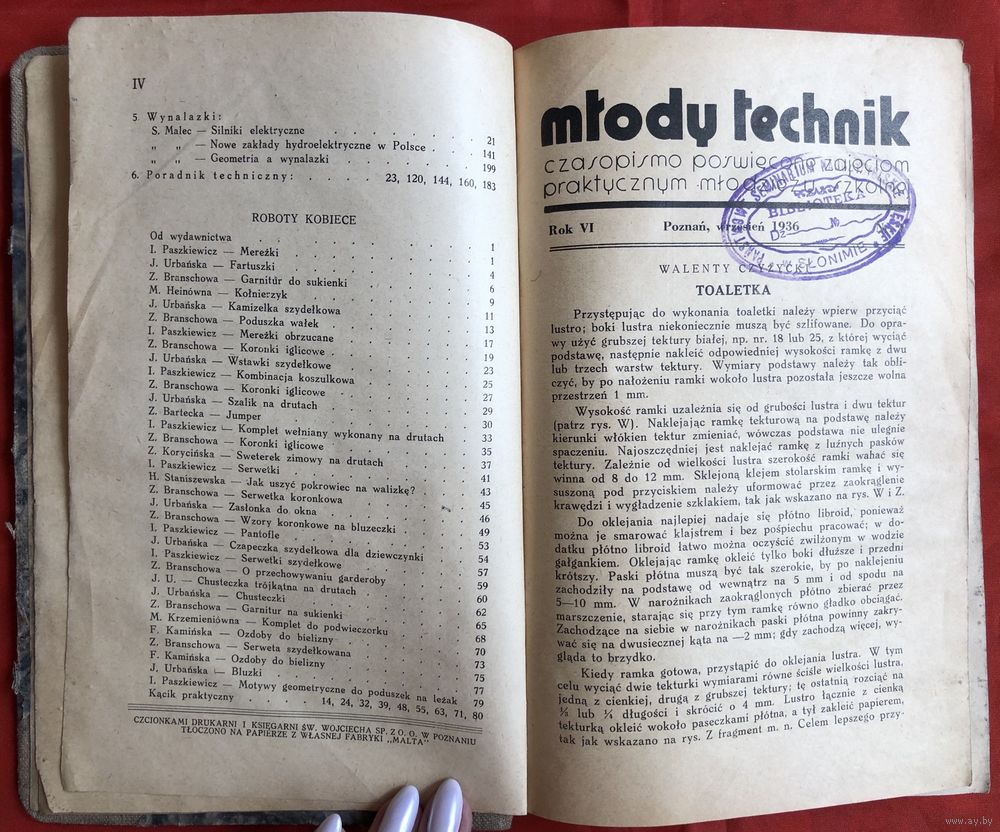 IV
5. Wynalazki:
S. Malec — Silniki elektryczne . . . . . . . . . . 21
„ „ — Nowe zakłady hydroelektryczne w Polsce . . . 141
„ „ — Geometria a wynalazki . . . . . . . . . 199
6. Poradnik techniczny: . . . . . 23, 120, 144, 160, 183
ROBOTY KOBIECE
Od wydawnictwa . . . . . . . . . . 1
I. Paszkiewicz — Mereżki . . . . . . . . 1
J. Urbańska — Fartuszki . . . . . . . . 4
Z. Branschowa — Garnitúr do sukienki . . . . . 6
M. Heinówna — Kołnierzyk . . . . . . . 9
J. Urbańska — Kamizelka szydełkowa . . . . . 11
Z. Branschowa — Poduszka wałek . . . . . . 13
I. Paszkiewicz — Mereżki obrzucane . . . . . 17
Z. Branschowa — Koronki iglicowe . . . . . . 19
J. Urbańska — Wstawki szydełkowe . . . . . 23
I. Paszkiewicz — Kombinacja koszulkowa . . . . 25
Z. Branschowa — Koronki iglicowe . . . . . . 27
J. Urbańska — Szalik na drutach . . . . . . 29
Z. Bartecka — Jumper . . . . . . . . 30
I. Paszkiewicz — Komplet wełniany wykonany na drutach . . 33
Z. Branschowa — Koronki iglicowe . . . . . . 35
Z. Korycińska — Sweterek zimowy na drutach . . . . 37
I. Paszkiewicz — Serwetki . . . . . . . 41
H. Staniszewska — Jak uszyć pokrowiec na walizkę? . . . 43
Z. Branschowa — Serwetka koronkowa . . . . . 45
J. Urbańska — Zasłonka do okna . . . . . . 46
Z. Branschowa — Wzory koronkowe na bluzeczki . . . . 49
I. Paszkiewicz — Pantofle . . . . . . . 53
J. Urbańska — Czapeczka szydełkowa dla dziewczynki . . . 54
I. Paszkiewicz — Serwetki szydełkowe . . . . . 57
Z. Branschowa — O przechowywaniu garderoby . . . . 59
J. U. — Chusteczka trójkątna na drutach . . . . 60
J. Urbańska — Chusteczki . . . . . . . 62
Z. Branschowa — Garnitur na sukienki . . . . . 65
M. Krzemieniówna — Komplet do podwieczorku . . . . 68
F. Kamińska — Ozdoby do bielizny . . . . . . 70
Z. Branschowa — Serweta szydełkowana . . . . . 73
F. Kamińska — Ozdoby do bielizny . . . . . . 75
J. Urbańska — Bluzki . . . . . . . . 77
I. Paszkiewicz — Motywy geometryczne do poduszek na leżak . 79
Kącik praktyczny . . . . . 14, 24, 32, 39, 48, 55, 63, 71, 80
CZCIONKAMI DRUKARNI I KSIĘGARNI ŚW. WOJCIECHA SP. Z O. O. W POZNANIU
TŁOCZONO NA PAPIERZE Z WŁASNEJ FABRYKI „MALTA”
młody technik
czasopismo poświęcone zajęciom
praktycznym młodzieży szkolnej
Rok VI Poznań, wrzesień 1936
BIBLIOTEKA
Dz № 
SŁONIMIE
WALENTY CZYŻYCKI
TOALETKA
Przystępując do wykonania toaletki należy wpierw przyciąć
lustro; boki lustra niekoniecznie muszą być szlifowane. Do opra-
wy użyć grubszej tektury białej, np. nr. 18 lub 25, z której wyciąć
podstawę, następnie nakleić odpowiedniej wysokości ramkę z dwu
lub trzech warstw tektury. Wymiary podstawy należy tak obli-
czyć, by po nałożeniu ramki wokoło lustra pozostała jeszcze wolna
przestrzeń 1 mm.
Wysokość ramki uzależnia się od grubości lustra i dwu tektur
(patrz rys. W). Naklejając ramkę tekturową na podstawę należy
kierunki włókien tektur zmieniać, wówczas podstawa nie ulegnie
spaczeniu. Najoszczędniej jest naklejać ramkę z luźnych pasków
tektury. Zależnie od wielkości lustra szerokość ramki wahać się
winna od 8 do 12 mm. Sklejoną klejem stolarskim ramkę i wy-
suszoną pod przyciskiem należy uformować przez zaokrąglenie
krawędzi i wygładzenie szklakiem, tak jak wskazano na rys. W i Z.
Do oklejania najlepiej nadaje się płótno libroid, ponieważ
można je smarować klajstrem i bez pośpiechu pracować; w do-
datku płótno libroid łatwo można oczyścić zwilżonym w wodzie
gałgankiem. Oklejając ramkę okleić tylko boki dłuższe i przedni
krótszy. Paski płótna muszą być tak szerokie, by po naklejeniu
zachodziły na podstawę od wewnątrz na 5 mm i od spodu na
5—10 mm. W narożnikach zaokrąglonych płótno zbierać przez
marszczenie, starając się przy tym ramkę równo gładko obciągać.
Zachodzące na siebie w narożnikach paski płótna powinny zakry-
wać się na dwusiecznej kąta na —2 mm; gdy zachodzą więcej, wy-
gląda to brzydko.
Kiedy ramka gotowa, przystąpić do oklejania lustra. W tym
celu wyciąć dwie tekturki wymiarami równe ściśle wielkości lustra,
jedną z cienkiej, drugą z grubszej tektury; tę ostatnią rozciąć na
⅓ lub ¼ długości i skrócić o 4 mm. Lustro łącznie z cienką
tekturką okleić wokoło paseczkami płótna, a tył zakleić papierem,
tak jak wskazano na rys. Z fragment m. n. Celem lepszego przy-
www.ay.by